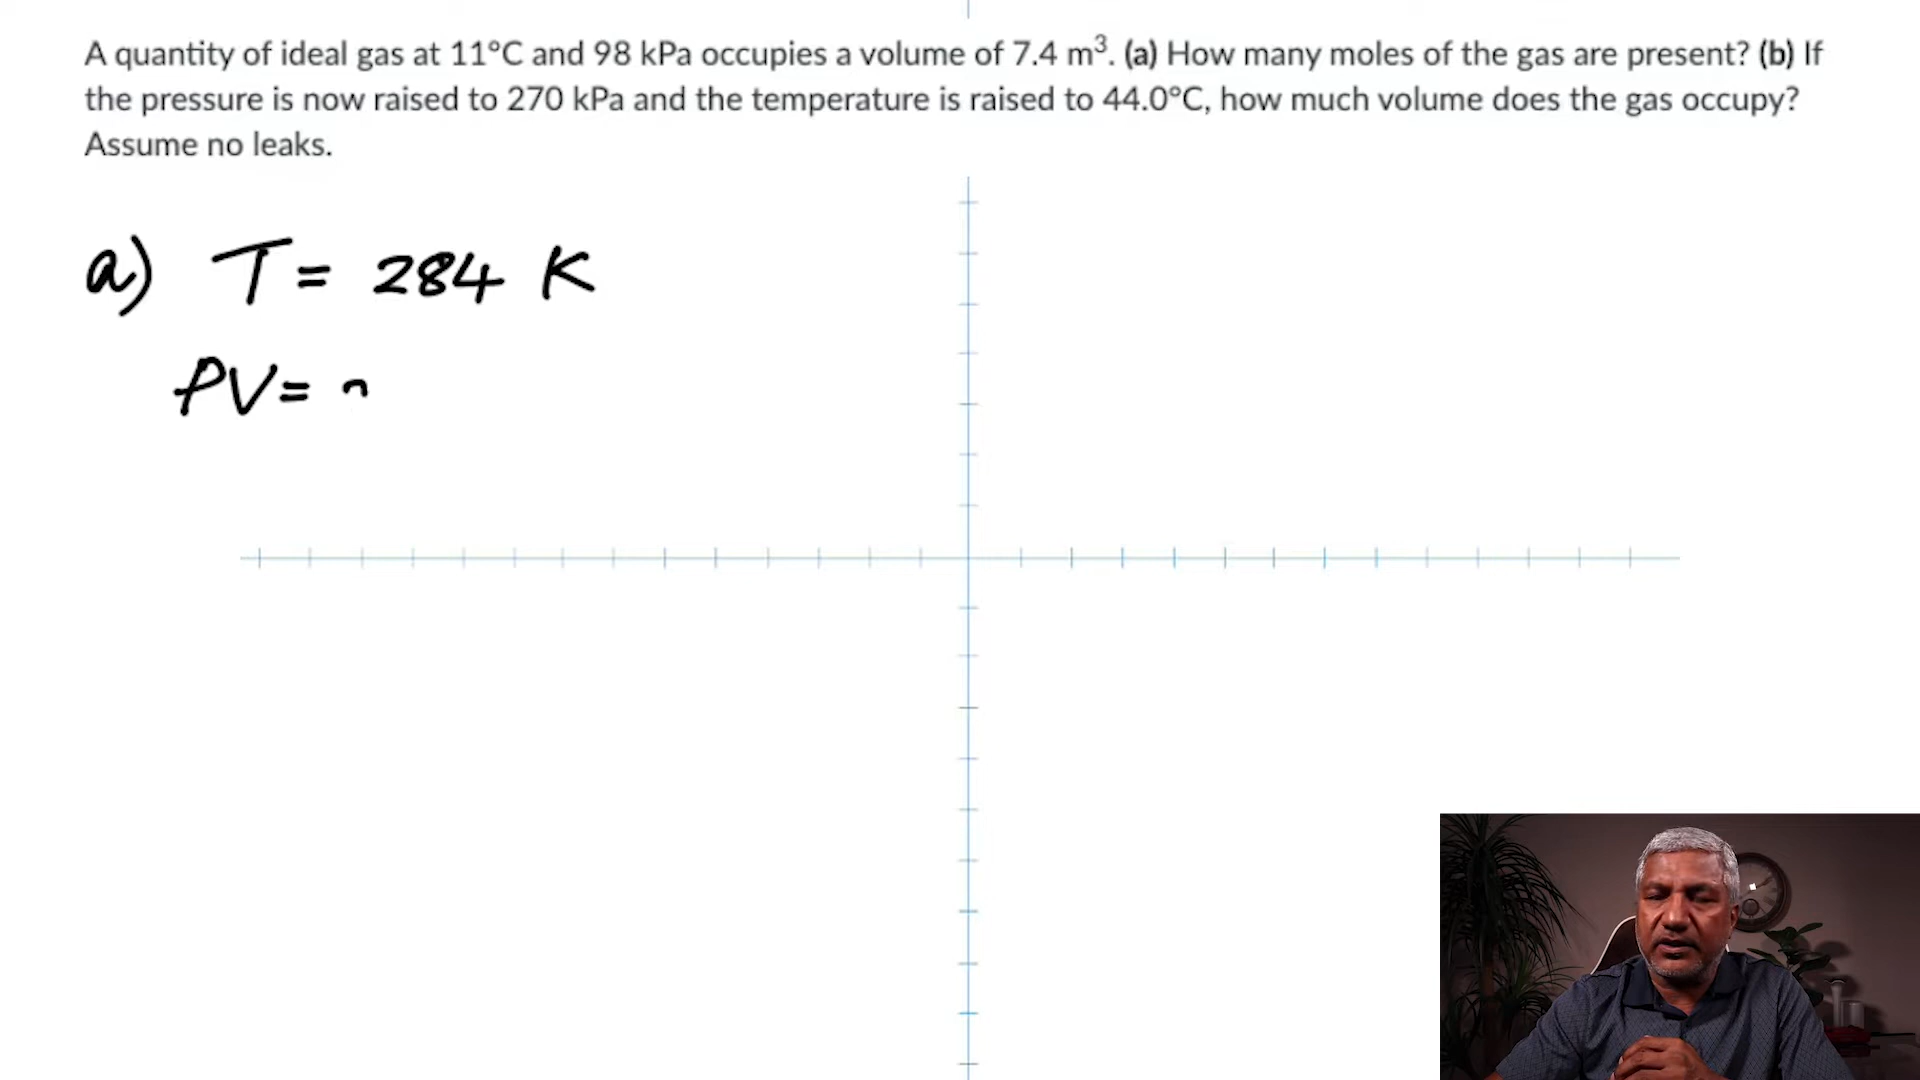 A quantity of ideal gas at 11°C and 98 kPa occupies a volume of 7.4 m³. (a) How many moles of the gas are present? (b) If
the pressure is now raised to 270 kPa and the temperature is raised to 44.0°C, how much volume does the gas occupy?
Assume no leaks.
a) T = 284 K
PV =